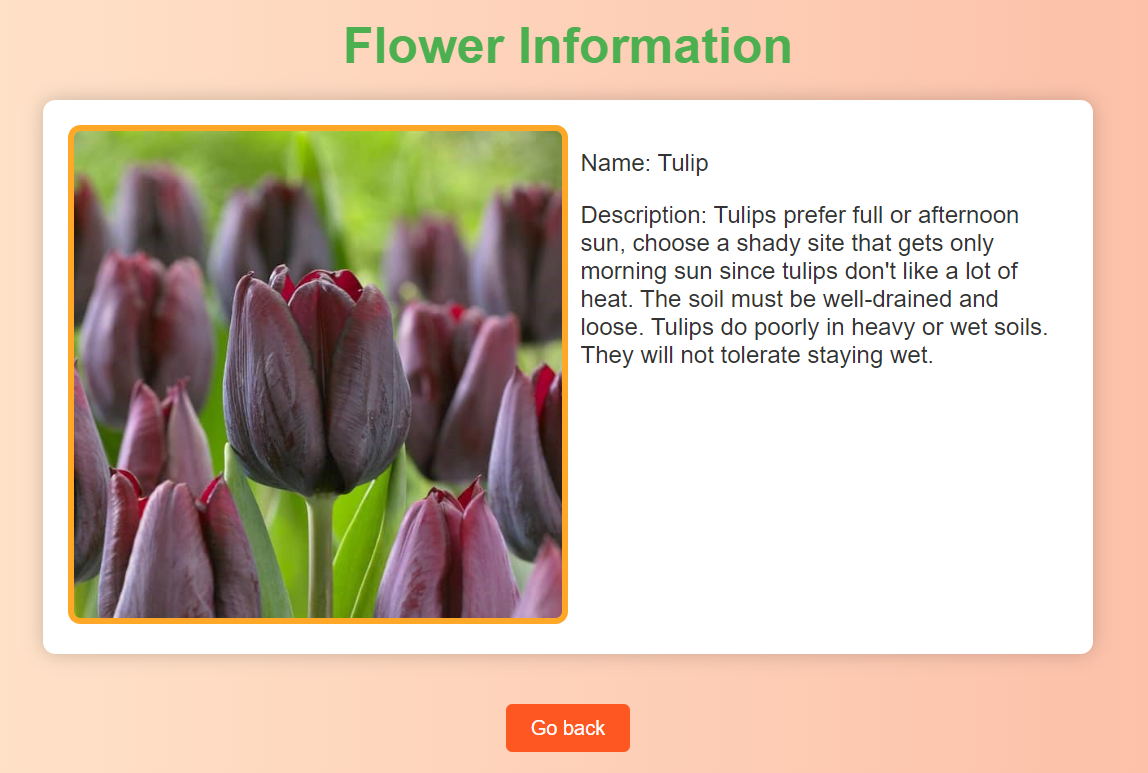 Flower Information
Name: Tulip
Description: Tulips prefer full or afternoon
sun, choose a shady site that gets only
morning sun since tulips don't like a lot of
heat. The soil must be well-drained and
loose. Tulips do poorly in heavy or wet soils.
They will not tolerate staying wet.
Go back